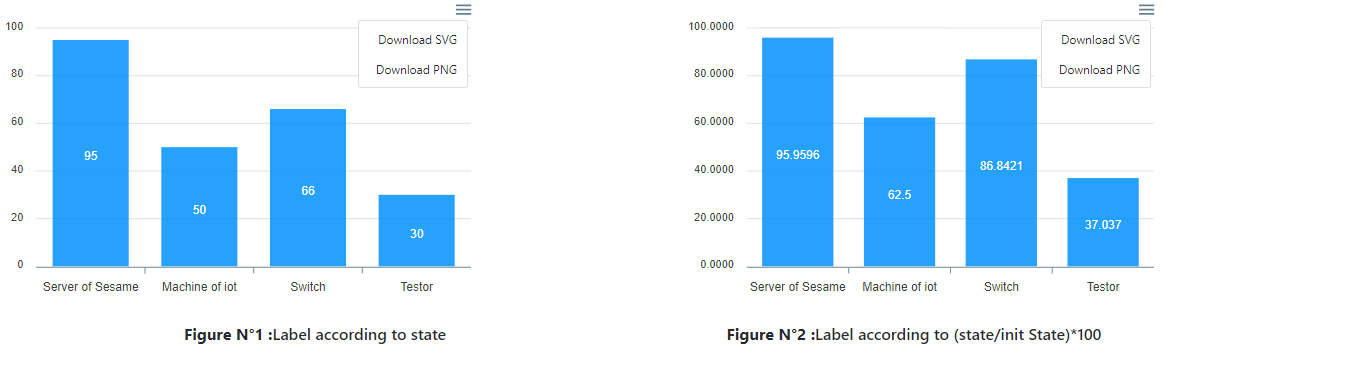 100
80
60
40
20
0
Download SVG
Download PNG
95
50
66
30
Server of Sesame
Machine of iot
Switch
Testor
Figure N°1 :Label according to state
100.0000
80.0000
60.0000
40.0000
20.0000
0.0000
Download SVG
Download PNG
95.9596
62.5
86.8421
37.037
Server of Sesame
Machine of iot
Switch
Testor
Figure N°2 :Label according to (state/init State)*100